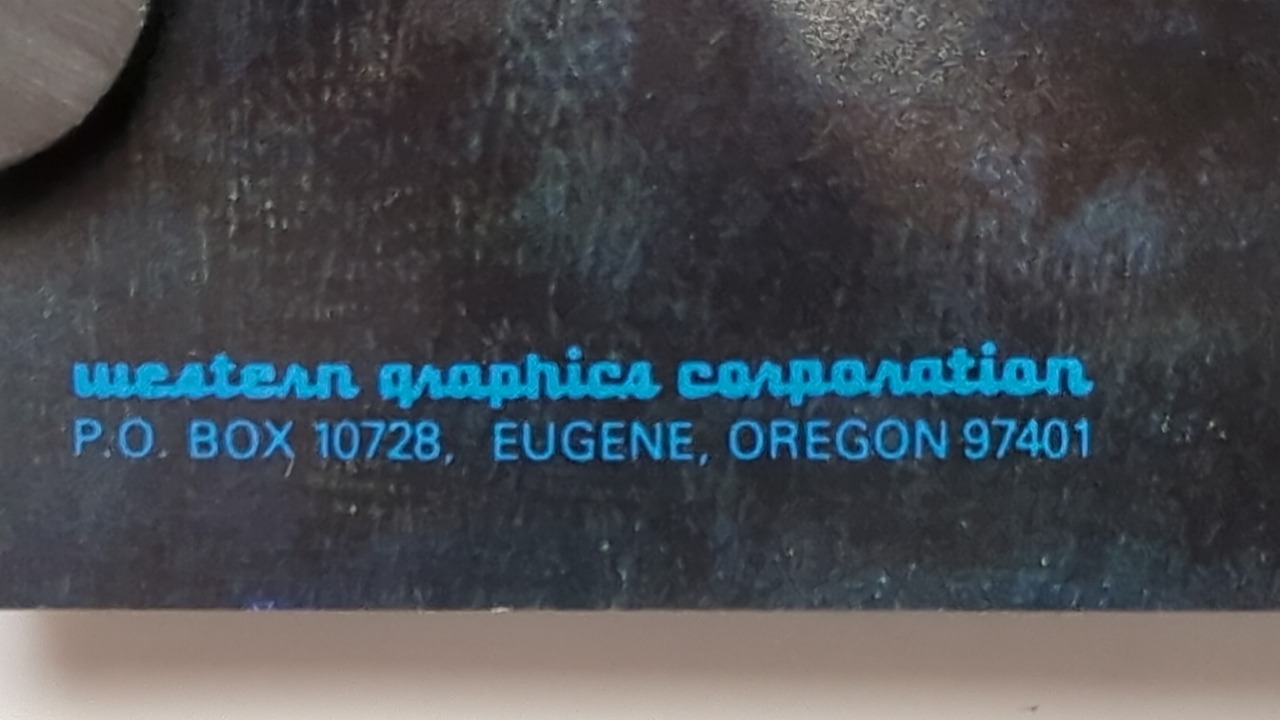 western graphics corporation
P.O. BOX 10728, EUGENE, OREGON 97401